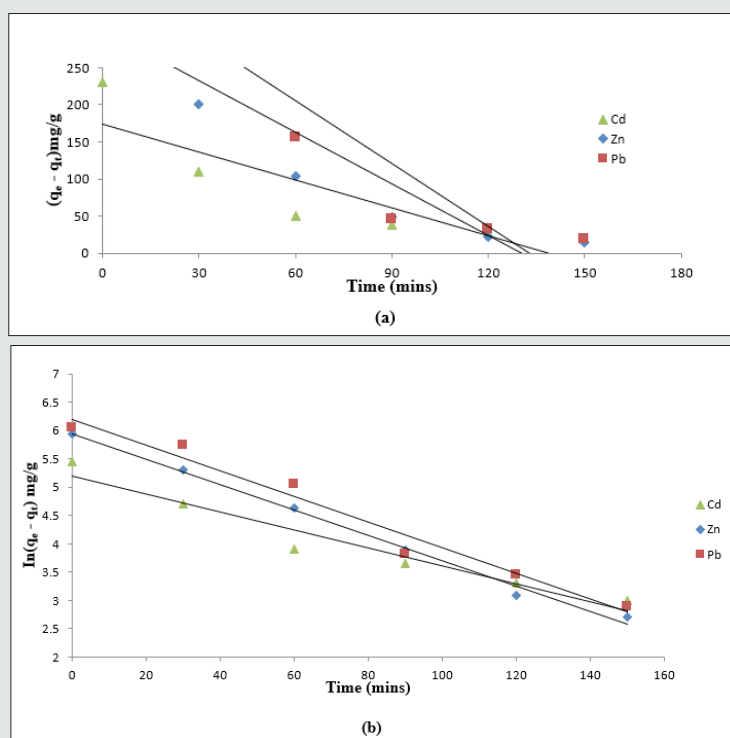 250
200
150
100
50
0
(qe - qt)mg/g
0 30 60 90 120 150 180
Time (mins)
Cd
Zn
Pb
(a)
7
6.5
6
5.5
5
4.5
4
3.5
3
2.5
2
In(qe - qt) mg/g
0 20 40 60 80 100 120 140 160
Time (mins)
Cd
Zn
Pb
(b)